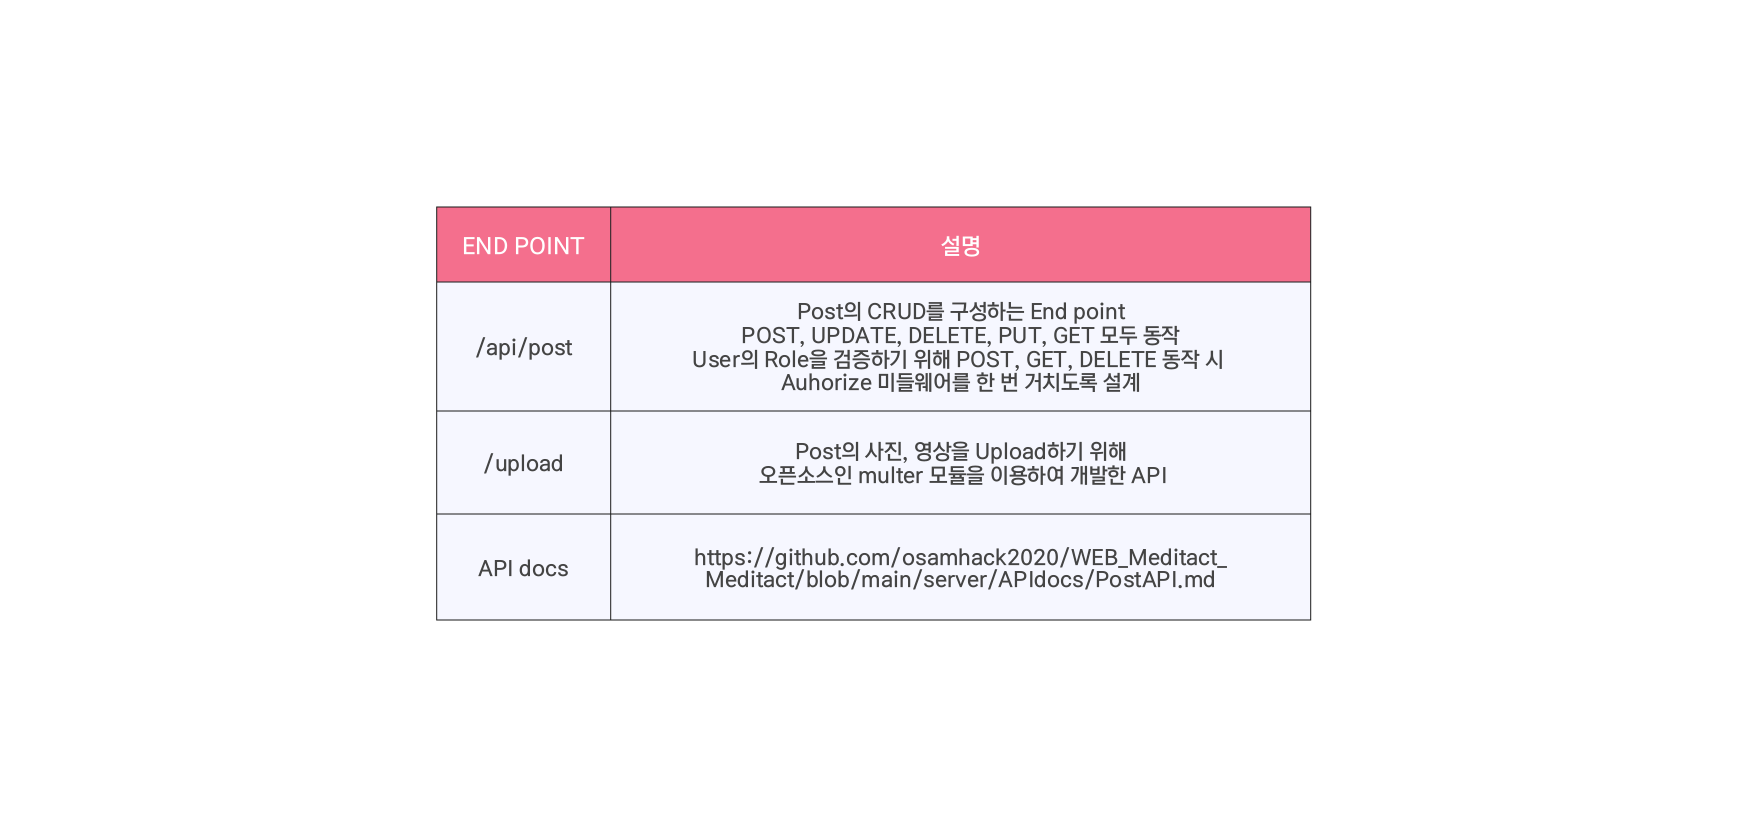 END POINT
설명
/api/post
Post의 CRUD를 구성하는 End point
POST, UPDATE, DELETE, PUT, GET 모두 동작
User의 Role을 검증하기 위해 POST, GET, DELETE 동작 시
Auhorize 미들웨어를 한 번 거치도록 설계
/upload
Post의 사진, 영상을 Upload하기 위해
오픈소스인 multer 모듈을 이용하여 개발한 API
API docs
https://github.com/osamhack2020/WEB_Meditact_
Meditact/blob/main/server/APIdocs/PostAPI.md